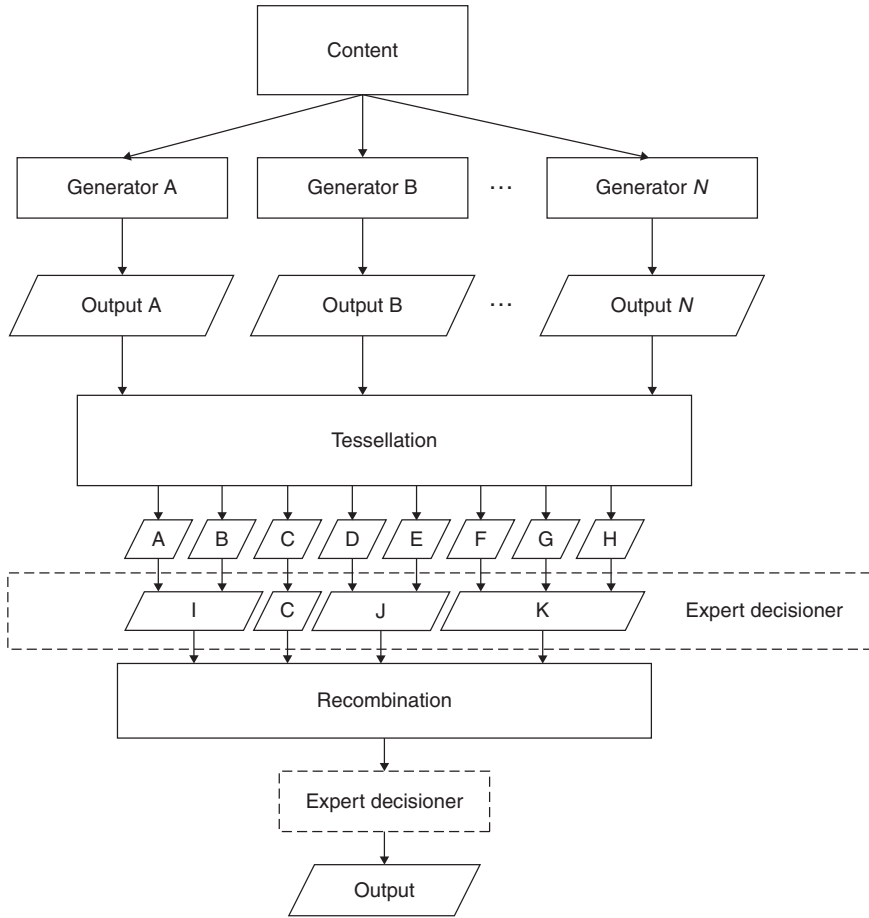 Content
Generator A
Generator B
...
Generator N
Output A
Output B
...
Output N
Tessellation
A B C D E F G H
I C J K Expert decisioner
Recombination
Expert decisioner
Output